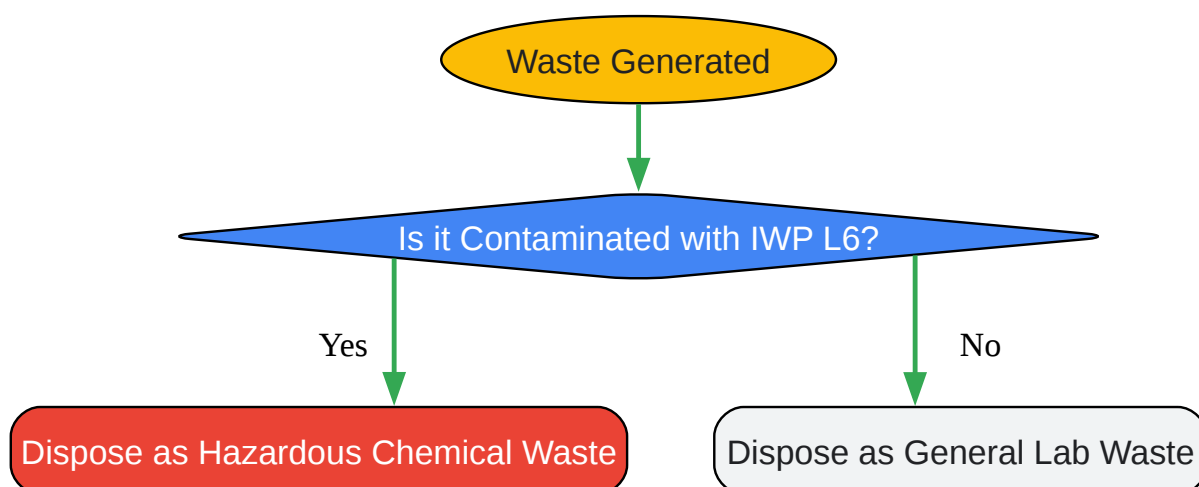 Waste Generated
Is it Contaminated with IWP L6?
Yes
No
Dispose as Hazardous Chemical Waste
Dispose as General Lab Waste